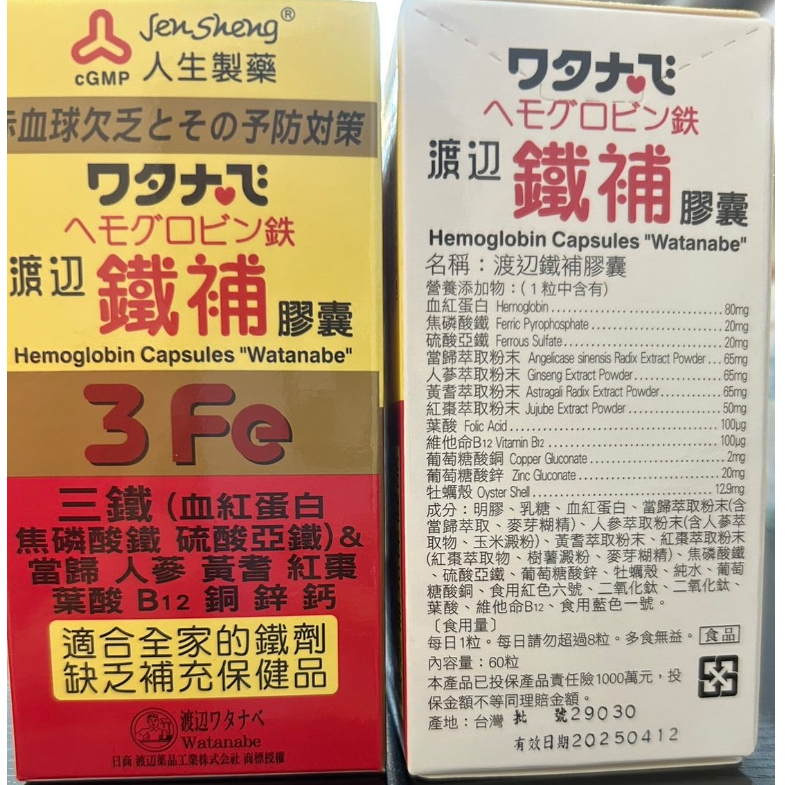 JenSheng®
cGMP 人生製藥
血球欠乏とその予防対策
ワタナベ
ヘモグロビン鉄
渡辺 鐵補 膠囊
Hemoglobin Capsules "Watanabe"
3 Fe
三鐵 (血紅蛋白
焦磷酸鐵 硫酸亞鐵)&
當歸 人蔘 黃耆 紅棗
葉酸 B12 銅 鋅 鈣
適合全家的鐵劑
缺乏補充保健品
渡辺ワタナベ
Watanabe
日商 渡辺薬品工業株式会社 商標授權
ワタナベ
ヘモグロビン鉄
渡辺 鐵補 膠囊
Hemoglobin Capsules "Watanabe"
名稱：渡辺鐵補膠囊
營養添加物：(1粒中含有)
血紅蛋白 Hemoglobin 80mg
焦磷酸鐵 Ferric Pyrophosphate 20mg
硫酸亞鐵 Ferrous Sulfate 20mg
當歸萃取粉末 Angelicase sinensis Radix Extract Powder 65mg
人蔘萃取粉末 Ginseng Extract Powder 65mg
黃耆萃取粉末 Astragali Radix Extract Powder 65mg
紅棗萃取粉末 Jujube Extract Powder 50mg
葉酸 Folic Acid 100μg
維他命B12 Vitamin B12 100μg
葡萄糖酸銅 Copper Gluconate 2mg
葡萄糖酸鋅 Zinc Gluconate 20mg
牡蠣殼 Oyster Shell 12.9mg
成分：明膠、乳糖、血紅蛋白、當歸萃取粉末(含
當歸萃取、麥芽糊精)、人參萃取粉末(含人蔘萃
取物、玉米澱粉)、黃耆萃取粉末、紅棗萃取粉末
(紅棗萃取物、樹薯澱粉、麥芽糊精)、焦磷酸鐵
、硫酸亞鐵、葡萄糖酸鋅、牡蠣殼、純水、葡萄
糖酸銅、食用紅色六號、二氧化鈦、二氧化鈦、
葉酸、維他命B12、食用藍色一號。
〔食用量〕
每日1粒。每日請勿超過8粒。多食無益。 食品
內容量：60粒
本產品已投保產品責任險1000萬元，投
保金額不等同理賠金額。
產地：台灣 批 號29030
有效日期20250412